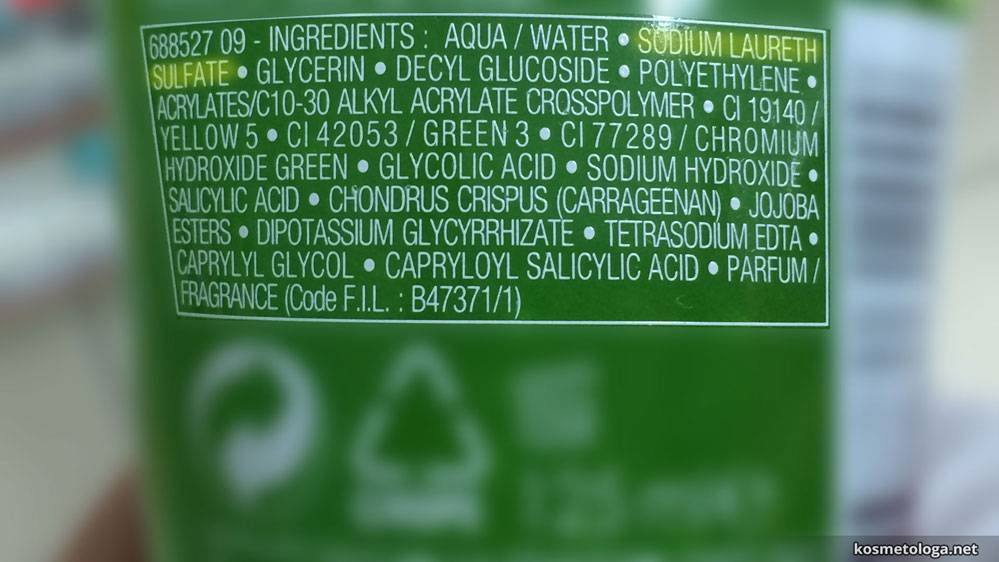 688527 09 - INGREDIENTS : AQUA / WATER • SODIUM LAURETH
SULFATE • GLYCERIN • DECYL GLUCOSIDE • POLYETHYLENE •
ACRYLATES/C10-30 ALKYL ACRYLATE CROSSPOLYMER • CI 19140 /
YELLOW 5 • CI 42053 / GREEN 3 • CI 77289 / CHROMIUM
HYDROXIDE GREEN • GLYCOLIC ACID • SODIUM HYDROXIDE •
SALICYLIC ACID • CHONDRUS CRISPUS (CARRAGEENAN) • JOJOBA
ESTERS • DIPOTASSIUM GLYCYRRHIZATE • TETRASODIUM EDTA •
CAPRYLYL GLYCOL • CAPRYLOYL SALICYLIC ACID • PARFUM /
FRAGRANCE (Code F.I.L. : B47371/1)
kosmetologa.net